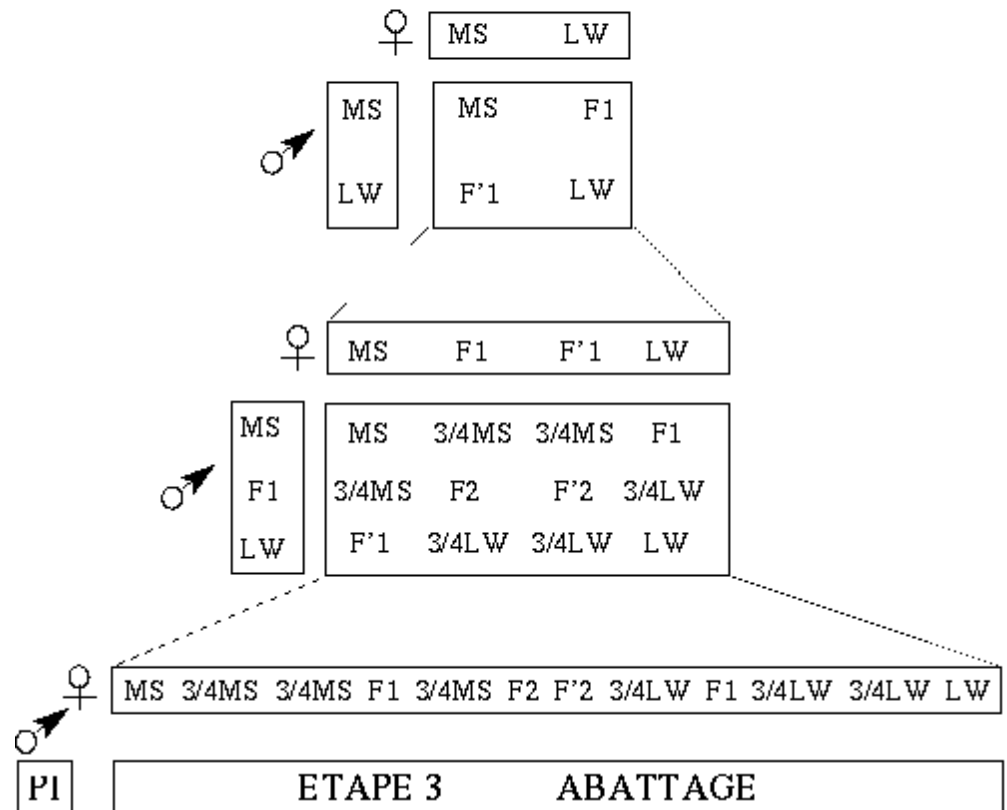 ♀ MS LW
MS MS F1
♂
LW F'1 LW
♀ MS F1 F'1 LW
MS MS 3/4MS 3/4MS F1
♂ F1 3/4MS F2 F'2 3/4LW
LW F'1 3/4LW 3/4LW LW
♀ MS 3/4MS 3/4MS F1 3/4MS F2 F'2 3/4LW F1 3/4LW 3/4LW LW
♂
PI ETAPE 3 ABATTAGE